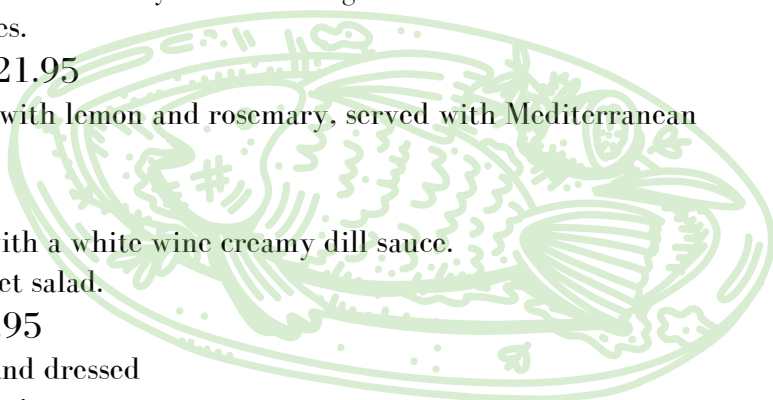 es.
21.95
with lemon and rosemary, served with Mediterranean
ith a white wine creamy dill sauce.
et salad.
.95
and dressed